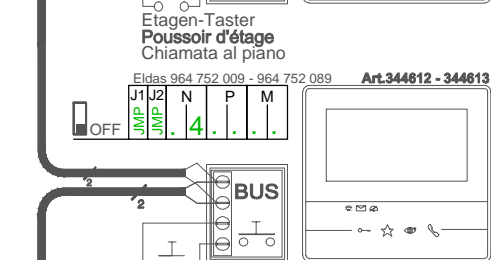 Etagen-Taster
Poussoir d'étage
Chiamata al piano
Eldas 964 752 009 - 964 752 089 Art.344612 - 344613
J1 J2 N P M
OFF JMP JMP . 4 . . . .
2
2
BUS